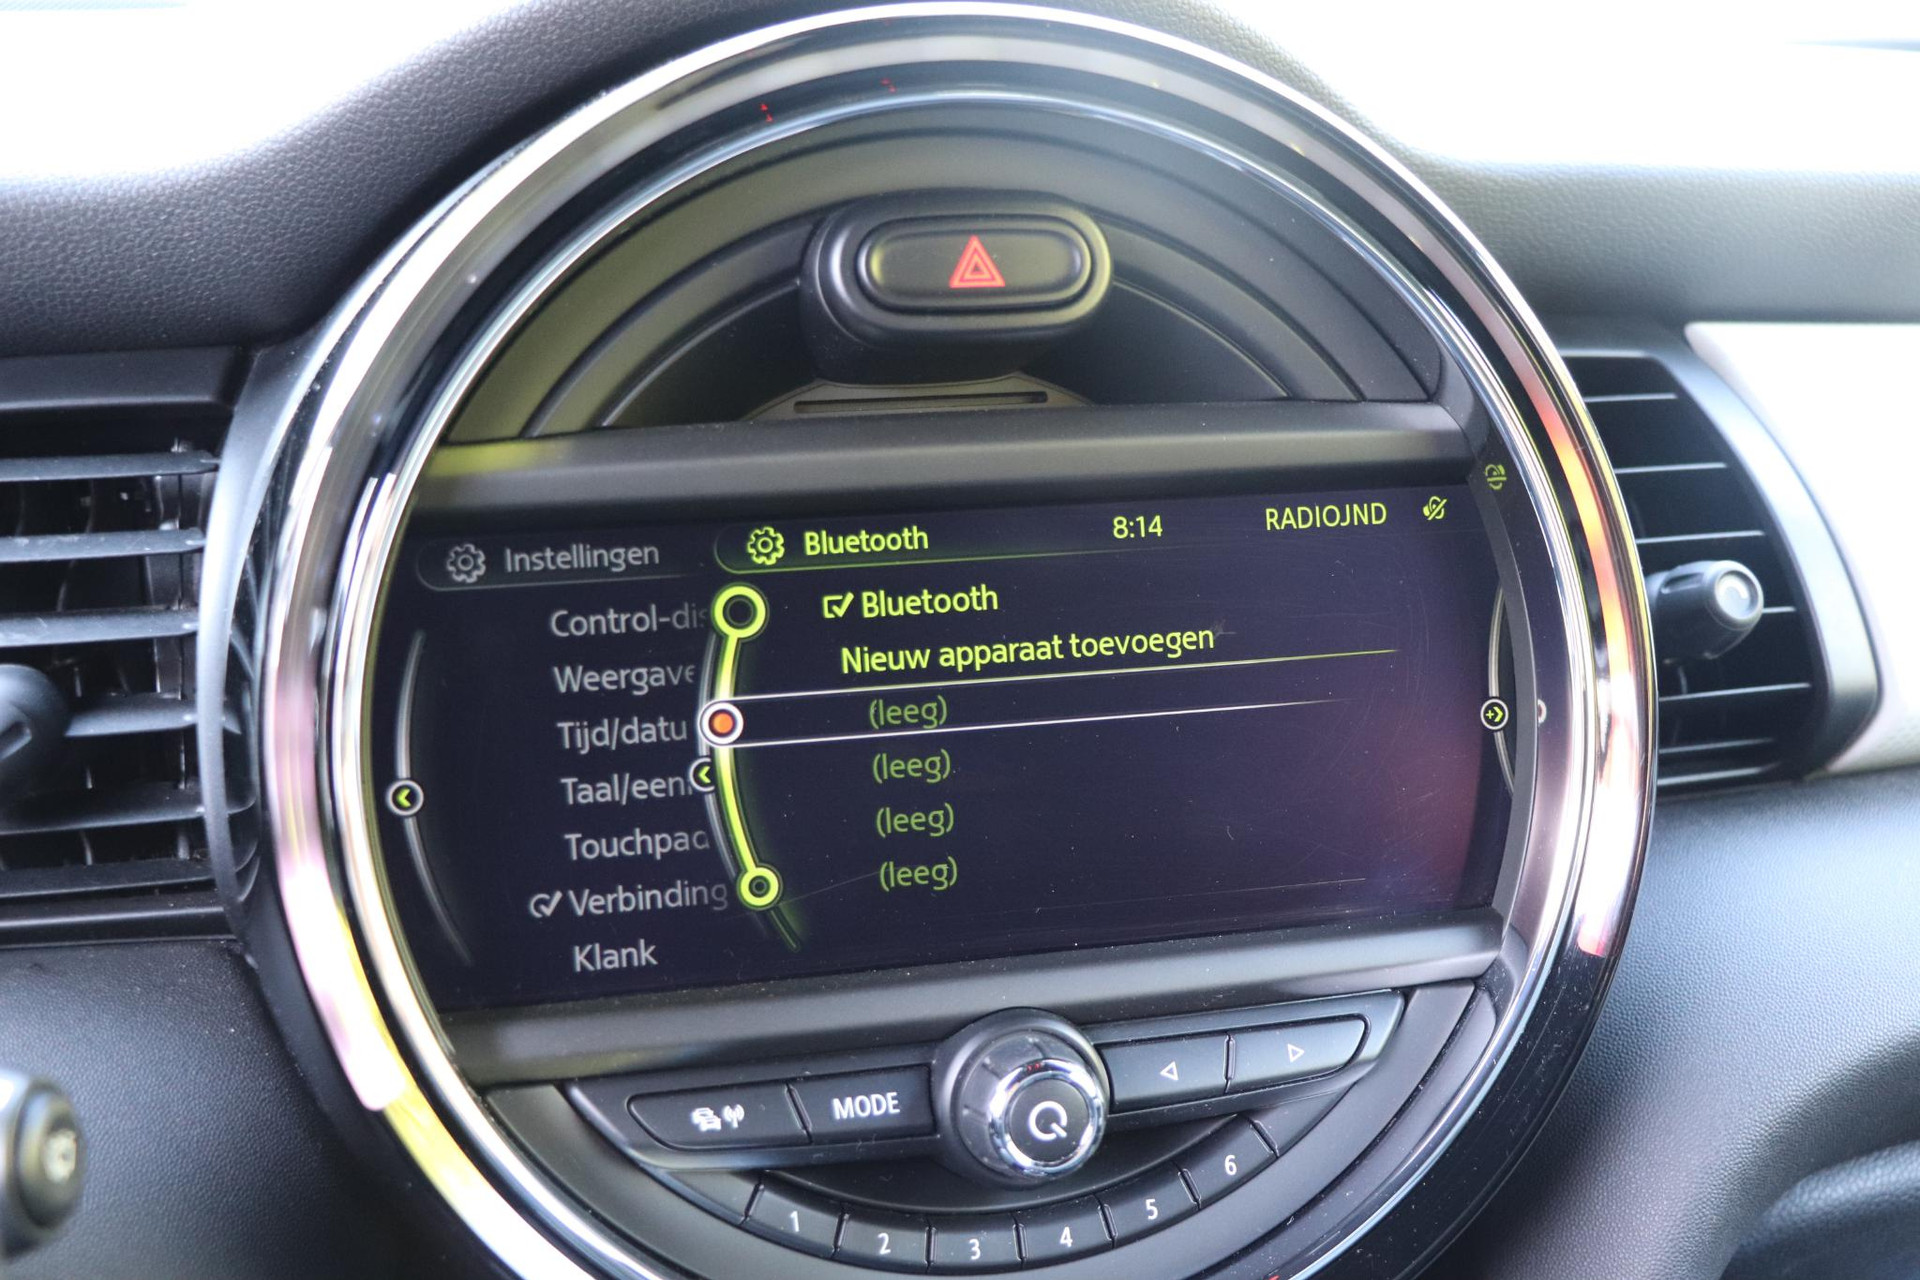 Instellingen
Bluetooth
8:14
RADIOJND
Control-dis
Weergave
Tijd/datu
Taal/een
Touchpad
Verbinding
Klank
Bluetooth
Nieuw apparaat toevoegen
(leeg)
(leeg)
(leeg)
(leeg)
MODE
1
2
3
4
5
6